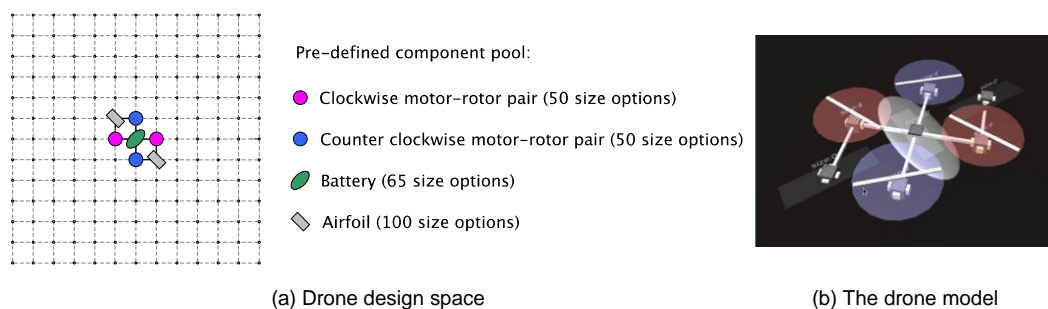 Pre-defined component pool:
Clockwise motor-rotor pair (50 size options)
Counter clockwise motor-rotor pair (50 size options)
Battery (65 size options)
Airfoil (100 size options)
(a) Drone design space
(b) The drone model